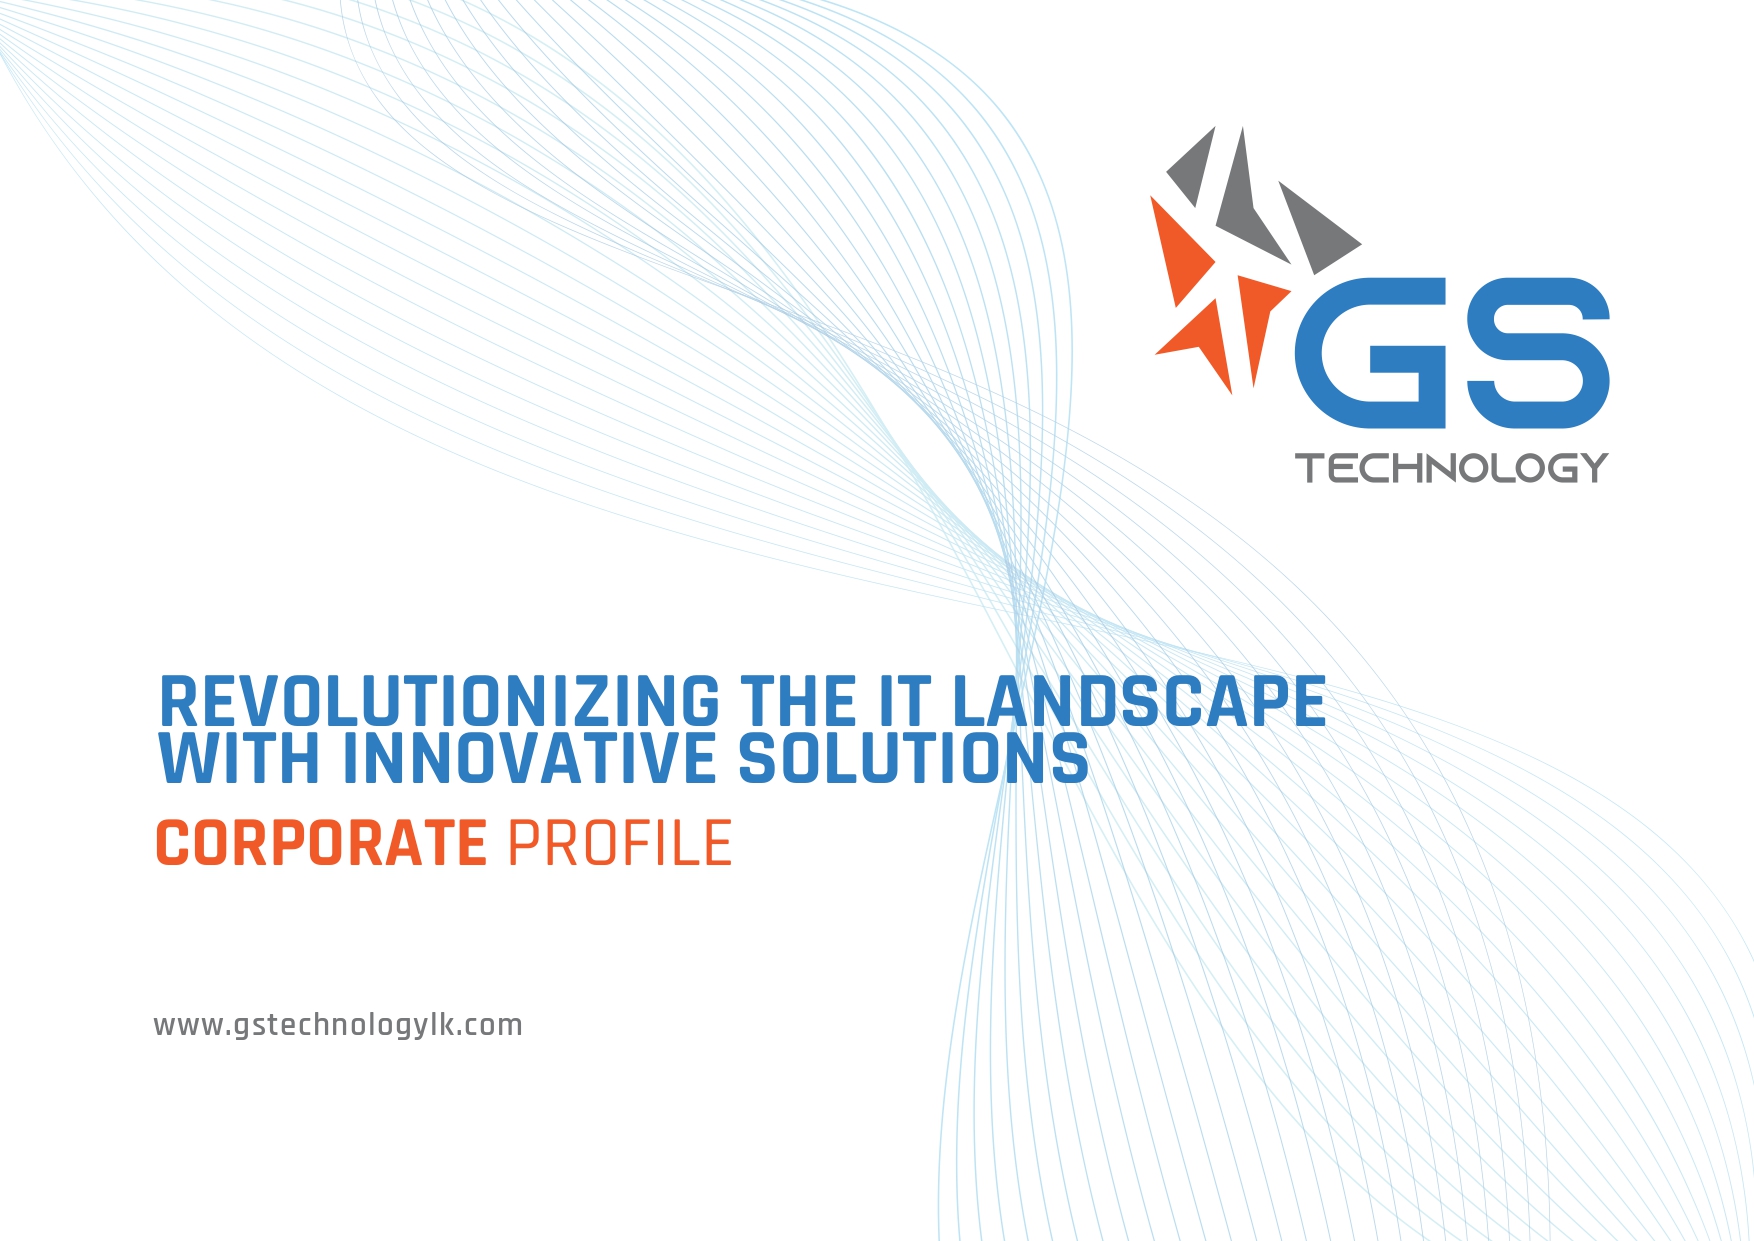 GS
TECHNOLOGY
REVOLUTIONIZING THE IT LANDSCAPE
WITH INNOVATIVE SOLUTIONS
CORPORATE PROFILE
www.gstechnologylk.com